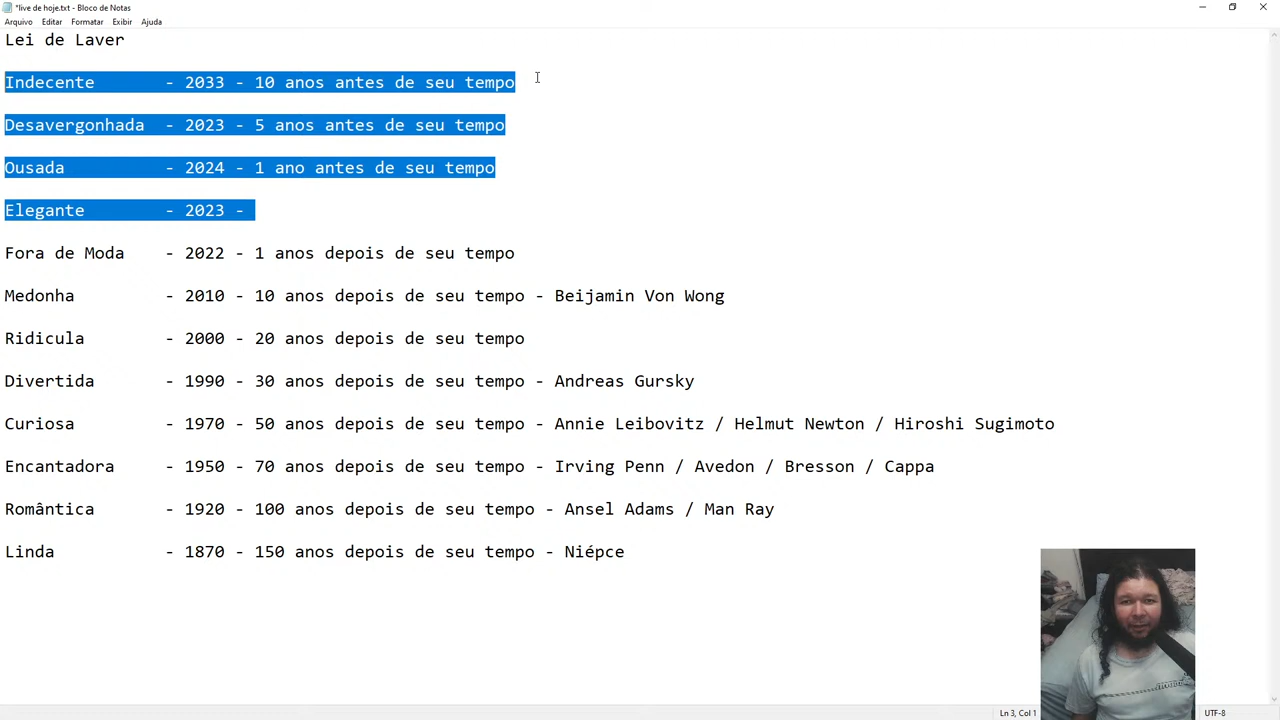 *live de hoje.txt - Bloco de Notas
Arquivo Editar Formatar Exibir Ajuda
Lei de Laver
Indecente - 2033 - 10 anos antes de seu tempo
Desavergonhada - 2023 - 5 anos antes de seu tempo
Ousada - 2024 - 1 ano antes de seu tempo
Elegante - 2023 -
Fora de Moda - 2022 - 1 anos depois de seu tempo
Medonha - 2010 - 10 anos depois de seu tempo - Beijamin Von Wong
Ridicula - 2000 - 20 anos depois de seu tempo
Divertida - 1990 - 30 anos depois de seu tempo - Andreas Gursky
Curiosa - 1970 - 50 anos depois de seu tempo - Annie Leibovitz / Helmut Newton / Hiroshi Sugimoto
Encantadora - 1950 - 70 anos depois de seu tempo - Irving Penn / Avedon / Bresson / Cappa
Romântica - 1920 - 100 anos depois de seu tempo - Ansel Adams / Man Ray
Linda - 1870 - 150 anos depois de seu tempo - Niépce
Ln 3, Col 1 UTF-8